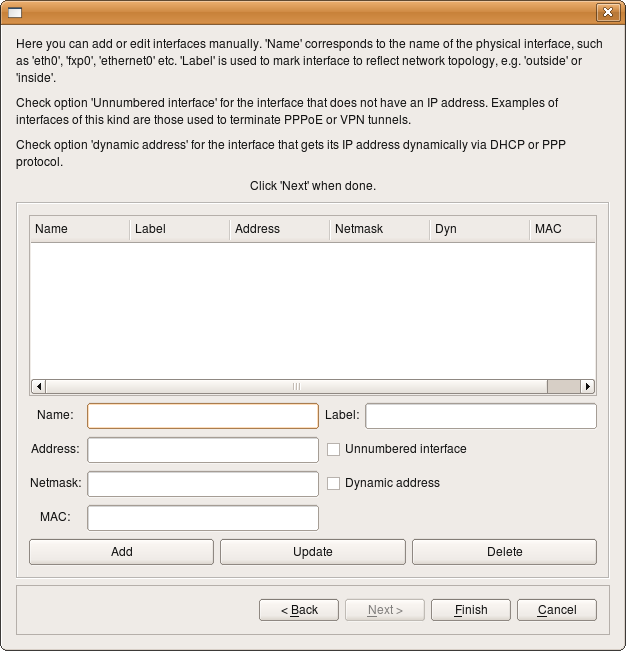 Here you can add or edit interfaces manually. 'Name' corresponds to the name of the physical interface, such
as 'eth0', 'fxp0', 'ethernet0' etc. 'Label' is used to mark interface to reflect network topology, e.g. 'outside' or
'inside'.
Check option 'Unnumbered interface' for the interface that does not have an IP address. Examples of
interfaces of this kind are those used to terminate PPPoE or VPN tunnels.
Check option 'dynamic address' for the interface that gets its IP address dynamically via DHCP or PPP
protocol.
Click 'Next' when done.
Name Label Address Netmask Dyn MAC
Name: Label:
Address: Unnumbered interface
Netmask: Dynamic address
MAC:
Add Update Delete
< Back Next > Finish Cancel